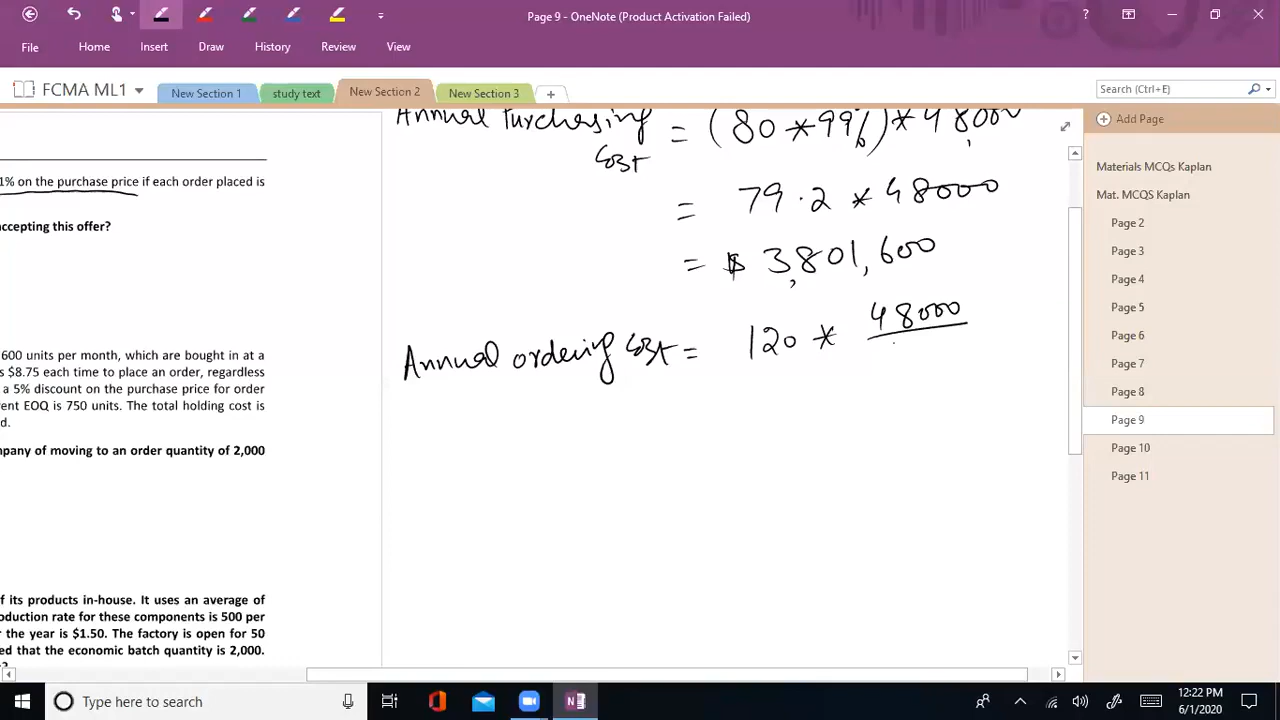 Page 9 - OneNote (Product Activation Failed)
?
File Home Insert Draw History Review View
FCMA ML1 New Section 1 study text New Section 2 New Section 3 +
Search (Ctrl+E)
Add Page
Materials MCQs Kaplan
Mat. MCQS Kaplan
Page 2
Page 3
Page 4
Page 5
Page 6
Page 7
Page 8
Page 9
Page 10
Page 11
1% on the purchase price if each order placed is
accepting this offer?
600 units per month, which are bought in at a
s $8.75 each time to place an order, regardless
a 5% discount on the purchase price for order
rent EOQ is 750 units. The total holding cost is
d.
mpany of moving to an order quantity of 2,000
of its products in-house. It uses an average of
oduction rate for these components is 500 per
r the year is $1.50. The factory is open for 50
ed that the economic batch quantity is 2,000.
Annual Purchasing = (80 * 99%) * 48,000
cost
= 79.2 * 48000
= $ 3,801,600
Annual ordering cost = 120 * 48000
Type here to search
12:22 PM
6/1/2020